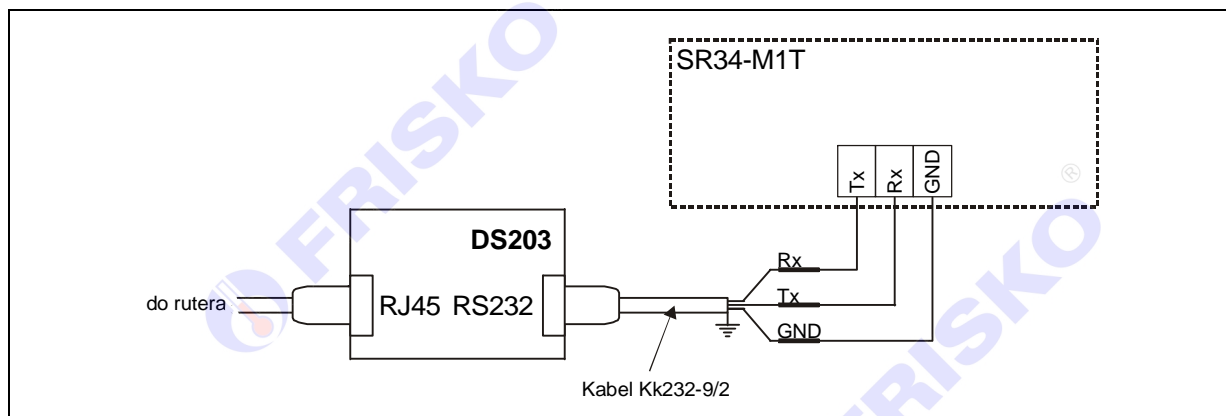 SR34-M1T
Tx
Rx
GND
DS203
Rx
do rutera
RJ45 RS232
Tx
GND
Kabel Kk232-9/2
FRISKO
FRISKO
FRISKO
®